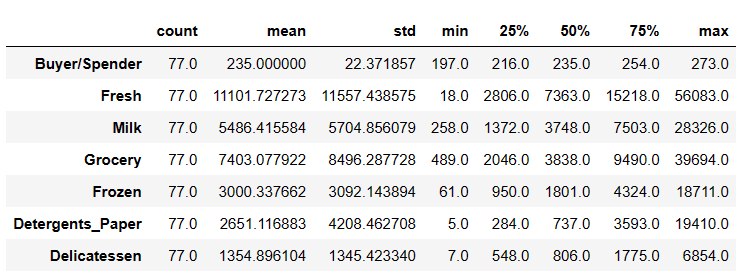 count mean std min 25% 50% 75% max
Buyer/Spender 77.0 235.000000 22.371857 197.0 216.0 235.0 254.0 273.0
Fresh 77.0 11101.727273 11557.438575 18.0 2806.0 7363.0 15218.0 56083.0
Milk 77.0 5486.415584 5704.856079 258.0 1372.0 3748.0 7503.0 28326.0
Grocery 77.0 7403.077922 8496.287728 489.0 2046.0 3838.0 9490.0 39694.0
Frozen 77.0 3000.337662 3092.143894 61.0 950.0 1801.0 4324.0 18711.0
Detergents_Paper 77.0 2651.116883 4208.462708 5.0 284.0 737.0 3593.0 19410.0
Delicatessen 77.0 1354.896104 1345.423340 7.0 548.0 806.0 1775.0 6854.0